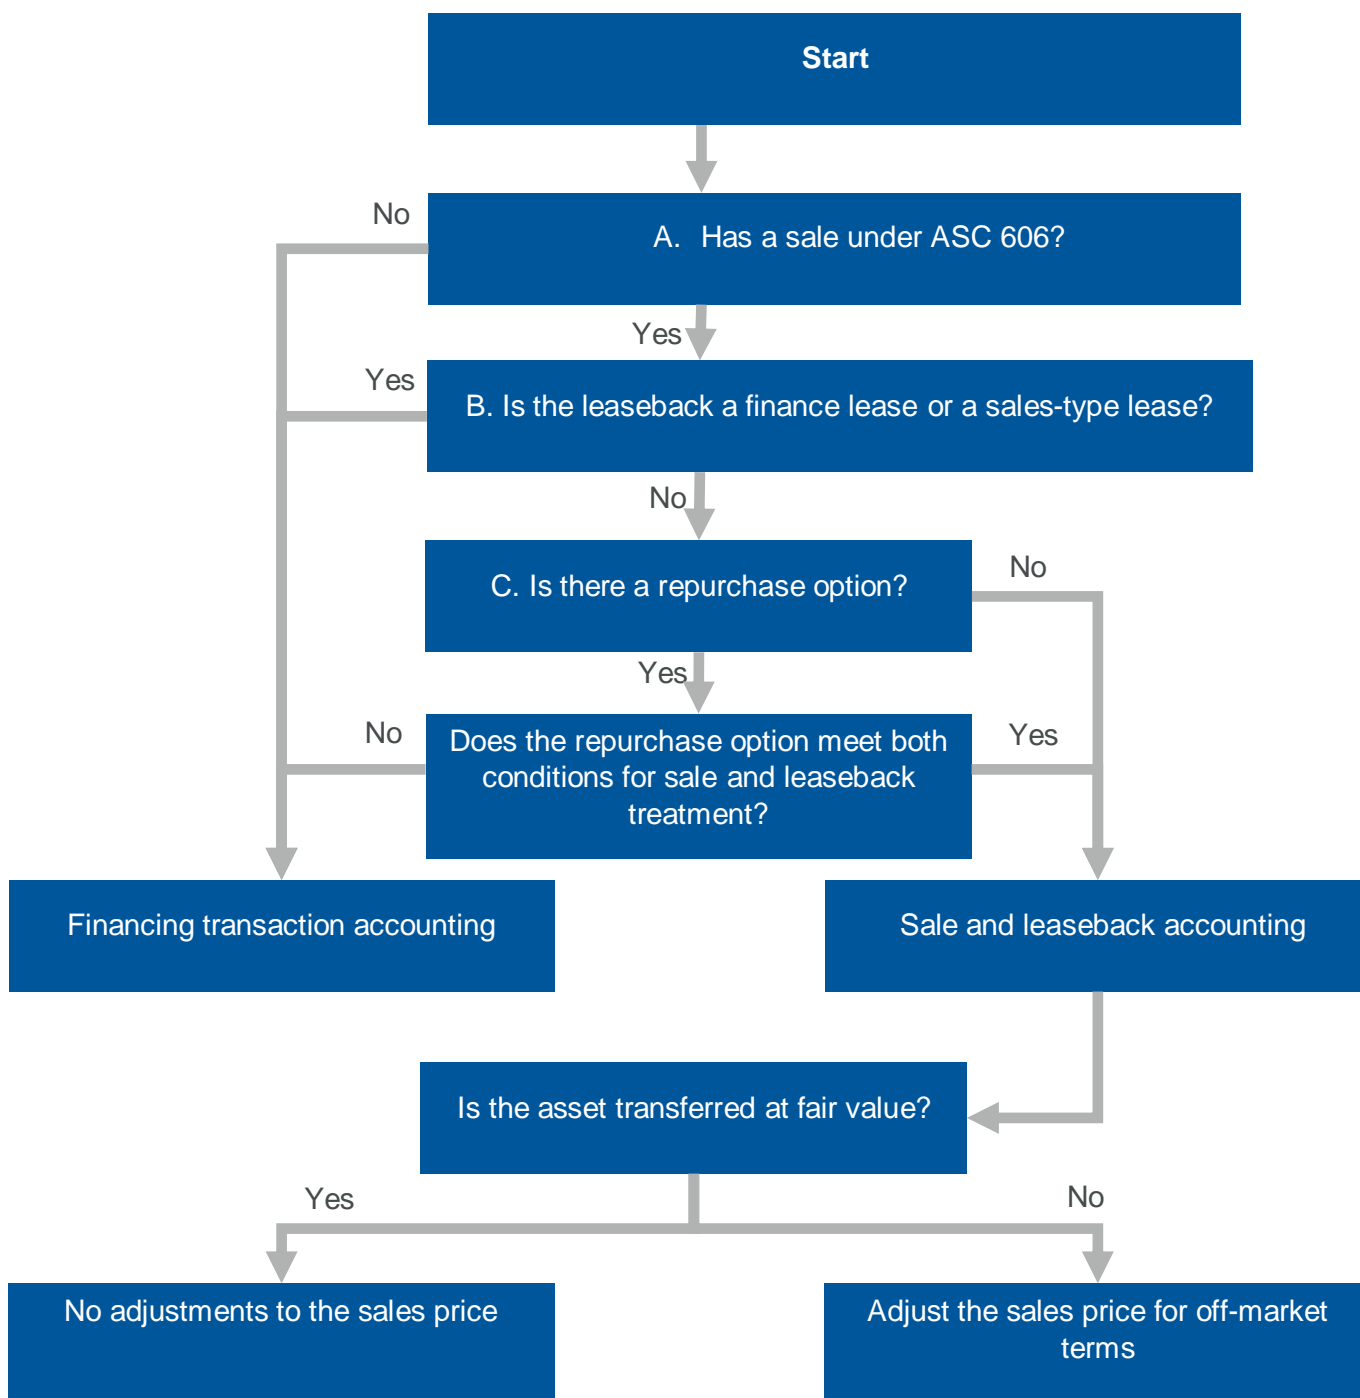 Start
No
A. Has a sale under ASC 606?
Yes
Yes
B. Is the leaseback a finance lease or a sales-type lease?
No
C. Is there a repurchase option?
No
Yes
No
Does the repurchase option meet both
conditions for sale and leaseback
treatment?
Yes
Financing transaction accounting
Sale and leaseback accounting
Is the asset transferred at fair value?
Yes
No
No adjustments to the sales price
Adjust the sales price for off-market
terms